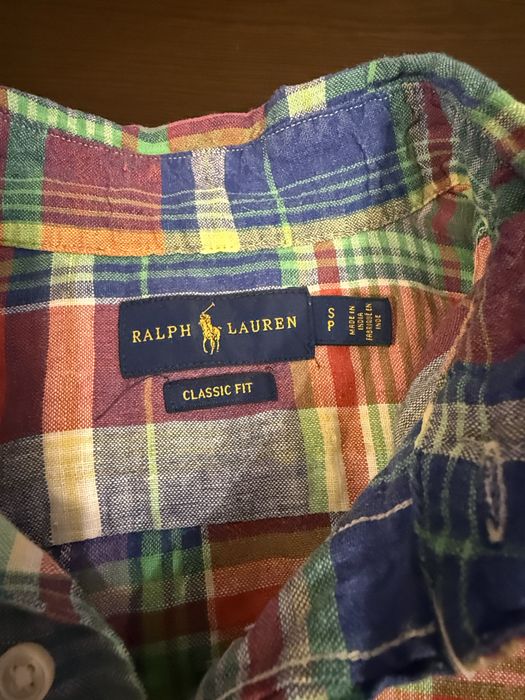 RALPH LAUREN
S
P
MADE IN
INDIA
FABRIQUÉ EN
INDE
CLASSIC FIT